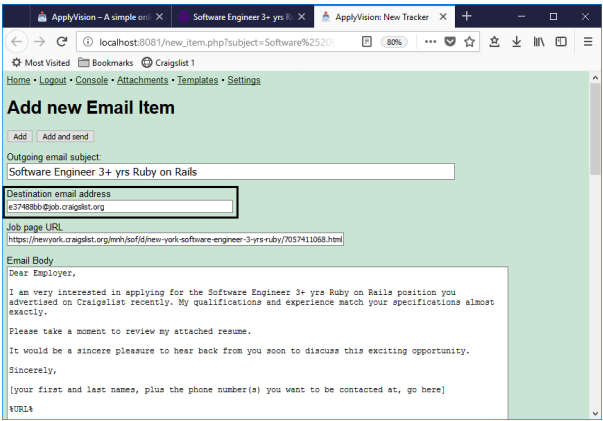 ApplyVision – A simple onl
Software Engineer 3+ yrs R
ApplyVision: New Tracker
localhost:8081/new_item.php?subject=Software%2520
80%
Most Visited Bookmarks Craigslist 1
Home • Logout • Console • Attachments • Templates • Settings
Add new Email Item
Add Add and send
Outgoing email subject:
Software Engineer 3+ yrs Ruby on Rails
Destination email address
e37488bb@job.craigslist.org
Job page URL
https://newyork.craigslist.org/mnh/sof/d/new-york-software-engineer-3-yrs-ruby/7057411068.html
Email Body
Dear Employer,
I am very interested in applying for the Software Engineer 3+ yrs Ruby on Rails position you
advertised on Craigslist recently. My qualifications and experience match your specifications almost
exactly.
Please take a moment to review my attached resume.
It would be a sincere pleasure to hear back from you soon to discuss this exciting opportunity.
Sincerely,
[your first and last names, plus the phone number(s) you want to be contacted at, go here]
%URL%